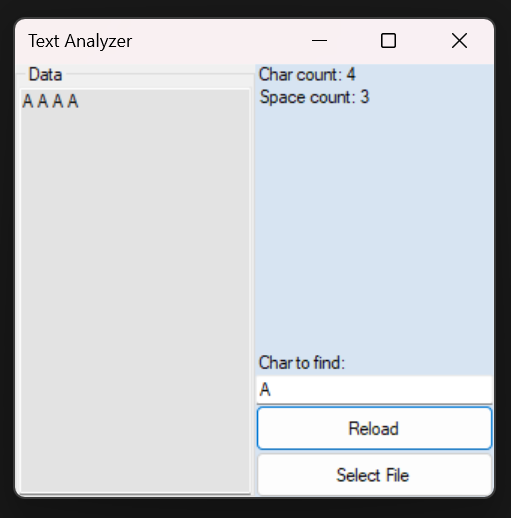 Text Analyzer
Data
A A A A
Char count: 4
Space count: 3
Char to find:
A
Reload
Select File